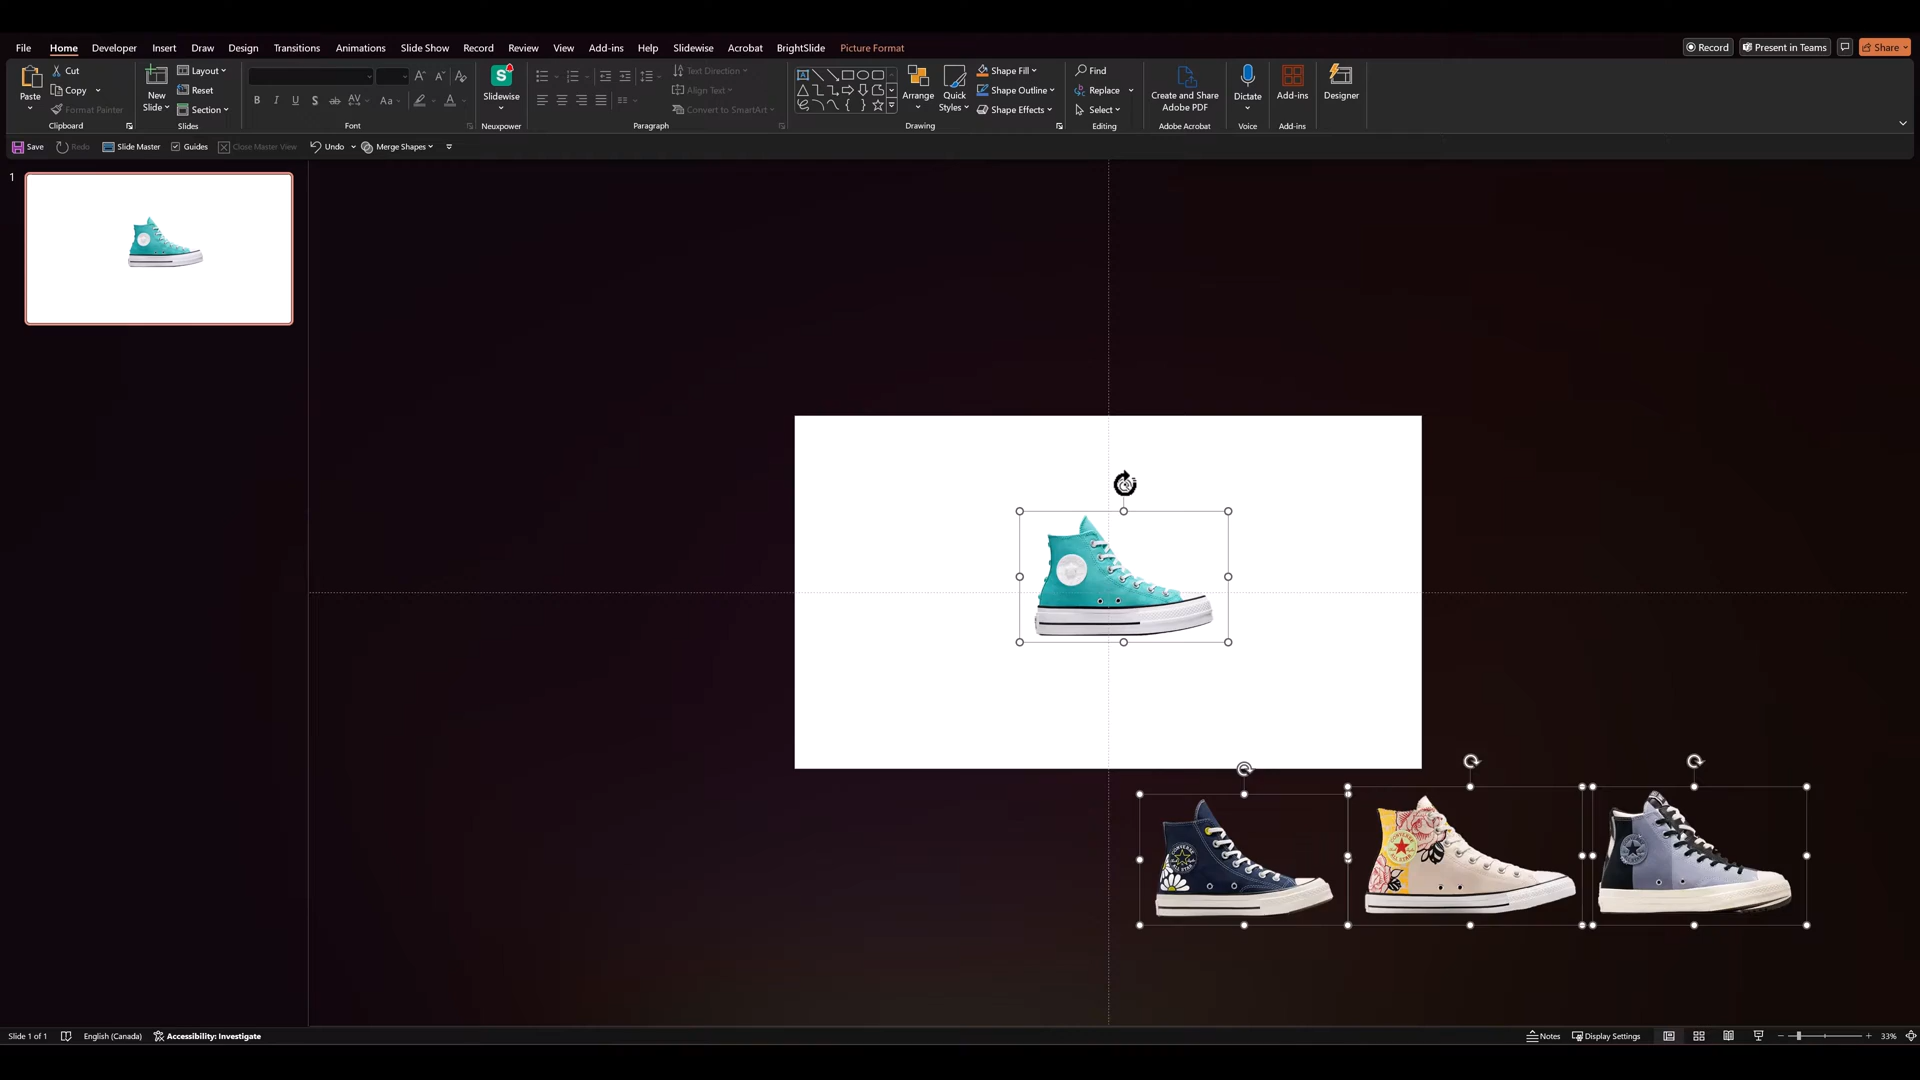 File Home Developer Insert Draw Design Transitions Animations Slide Show Record Review View Add-ins Help Slidewise Acrobat BrightSlide Picture Format Record Present in Teams Share
Paste Cut Copy Format Painter Clipboard
New Slide Layout Reset Section Slides
Font
Slidewise Neuxpower
Text Direction Align Text Convert to SmartArt Paragraph
Arrange Quick Styles Shape Fill Shape Outline Shape Effects Drawing
Find Replace Select Editing
Create and Share Adobe PDF Adobe Acrobat
Dictate Voice
Add-ins Add-ins
Designer
Save Redo Slide Master Guides Close Master View Undo Merge Shapes
1
Slide 1 of 1 English (Canada) Accessibility: Investigate Notes Display Settings 33%